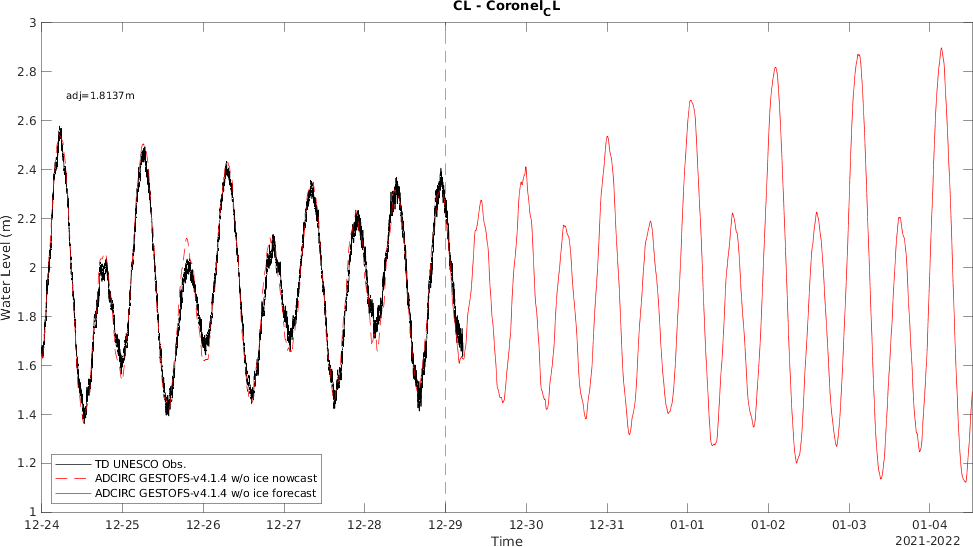 CL - Coronel_CL
3
2.8
2.6
2.4
2.2
2
1.8
1.6
1.4
1.2
1
Water Level (m)
adj=1.8137m
TD UNESCO Obs.
ADCIRC GESTOFS-v4.1.4 w/o ice nowcast
ADCIRC GESTOFS-v4.1.4 w/o ice forecast
12-24 12-25 12-26 12-27 12-28 12-29 12-30 12-31 01-01 01-02 01-03 01-04
Time
2021-2022